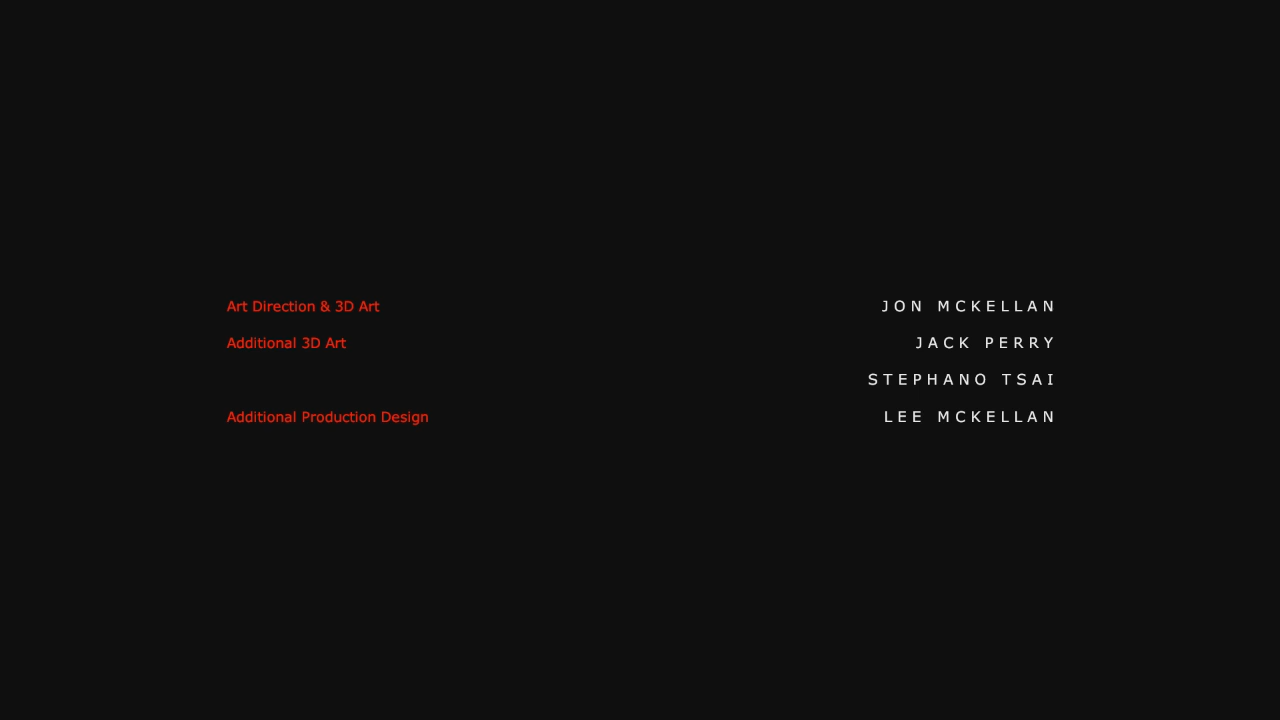 Art Direction & 3D Art JON MCKELLAN
Additional 3D Art JACK PERRY
STEPHANO TSAI
Additional Production Design LEE MCKELLAN